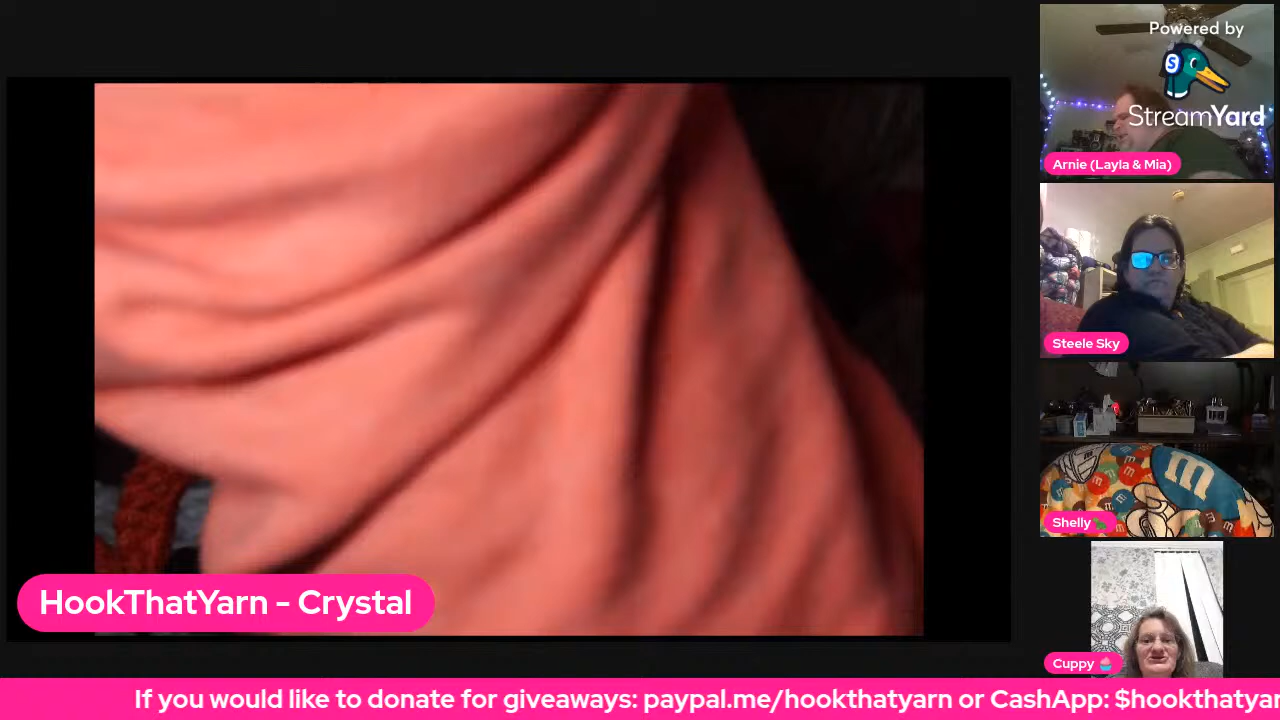 Powered by
StreamYard
Arnie (Layla & Mia)
Steele Sky
m
Shelly
HookThatYarn - Crystal
Cuppy
If you would like to donate for giveaways: paypal.me/hookthatyarn or CashApp: $hookthatyar